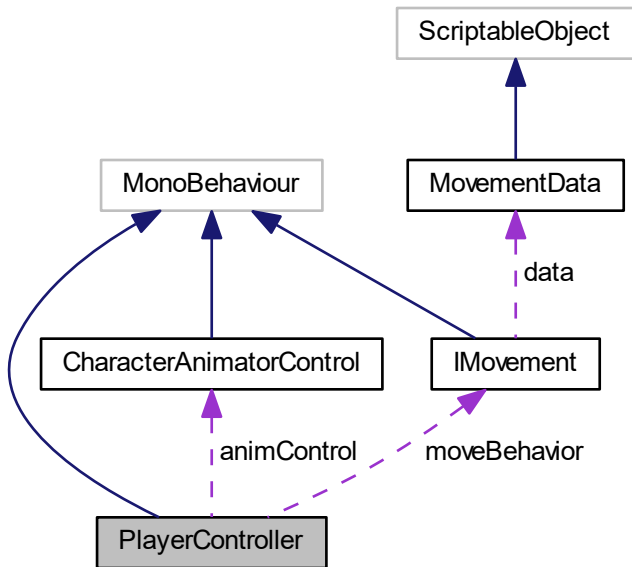 ScriptableObject
MonoBehaviour
MovementData
data
CharacterAnimatorControl
IMovement
animControl
moveBehavior
PlayerController